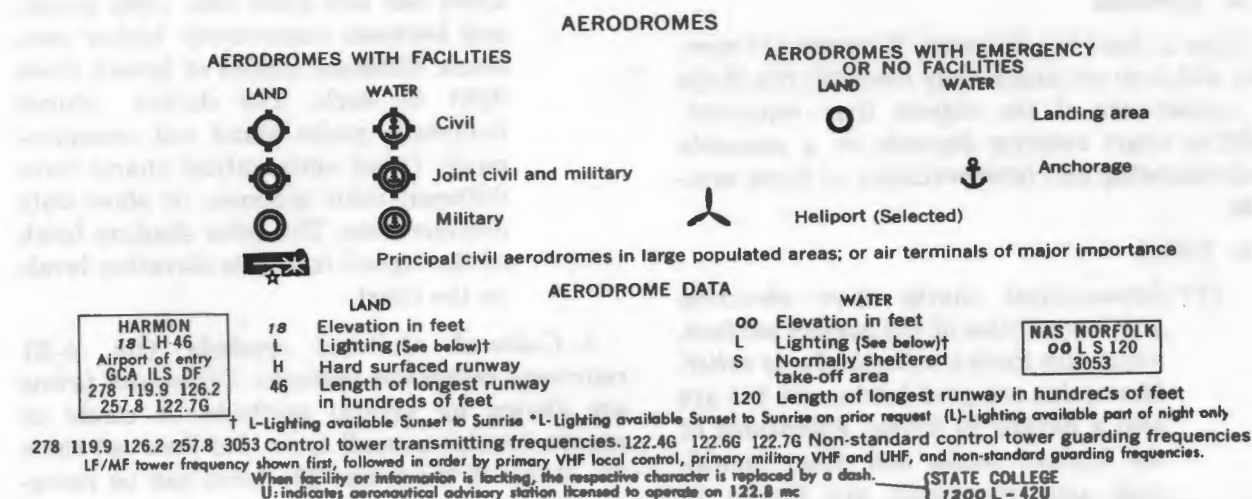 AERODROMES
AERODROMES WITH FACILITIES
LAND WATER
Civil
Joint civil and military
Military
AERODROMES WITH EMERGENCY
OR NO FACILITIES
LAND WATER
Landing area
Anchorage
Heliport (Selected)
Principal civil aerodromes in large populated areas; or air terminals of major importance
AERODROME DATA
HARMON
18 L H 46
Airport of entry
GCA ILS DF
278 119.9 126.2
257.8 122.7G
LAND
18 Elevation in feet
L Lighting (See below)†
H Hard surfaced runway
46 Length of longest runway
in hundreds of feet
WATER
00 Elevation in feet
L Lighting (See below)†
S Normally sheltered
take-off area
120 Length of longest runway in hundreds of feet
NAS NORFOLK
00 L S 120
3053
† L-Lighting available Sunset to Sunrise *L-Lighting available Sunset to Sunrise on prior request (L)-Lighting available part of night only
278 119.9 126.2 257.8 3053 Control tower transmitting frequencies. 122.4G 122.6G 122.7G Non-standard control tower guarding frequencies
LF/MF tower frequency shown first, followed in order by primary VHF local control, primary military VHF and UHF, and non-standard guarding frequencies.
When facility or information is lacking, the respective character is replaced by a dash.
U: indicates aeronautical advisory station licensed to operate on 122.8 mc
STATE COLLEGE
1200 L - 42U